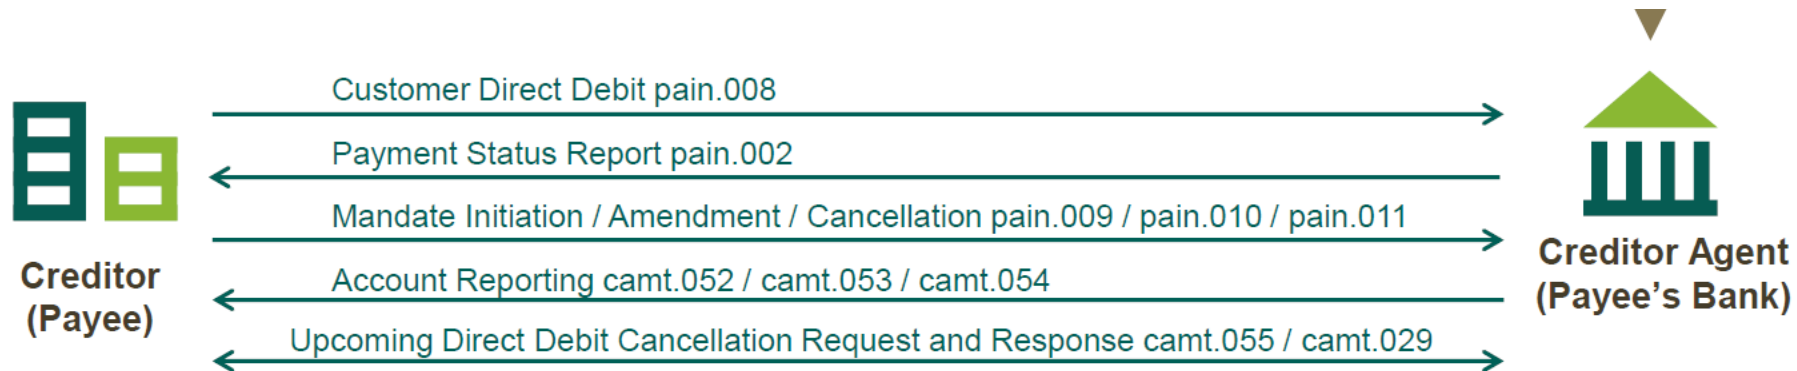 Customer Direct Debit pain.008
Payment Status Report pain.002
Mandate Initiation / Amendment / Cancellation pain.009 / pain.010 / pain.011
Account Reporting camt.052 / camt.053 / camt.054
Upcoming Direct Debit Cancellation Request and Response camt.055 / camt.029
Creditor
(Payee)
Creditor Agent
(Payee’s Bank)